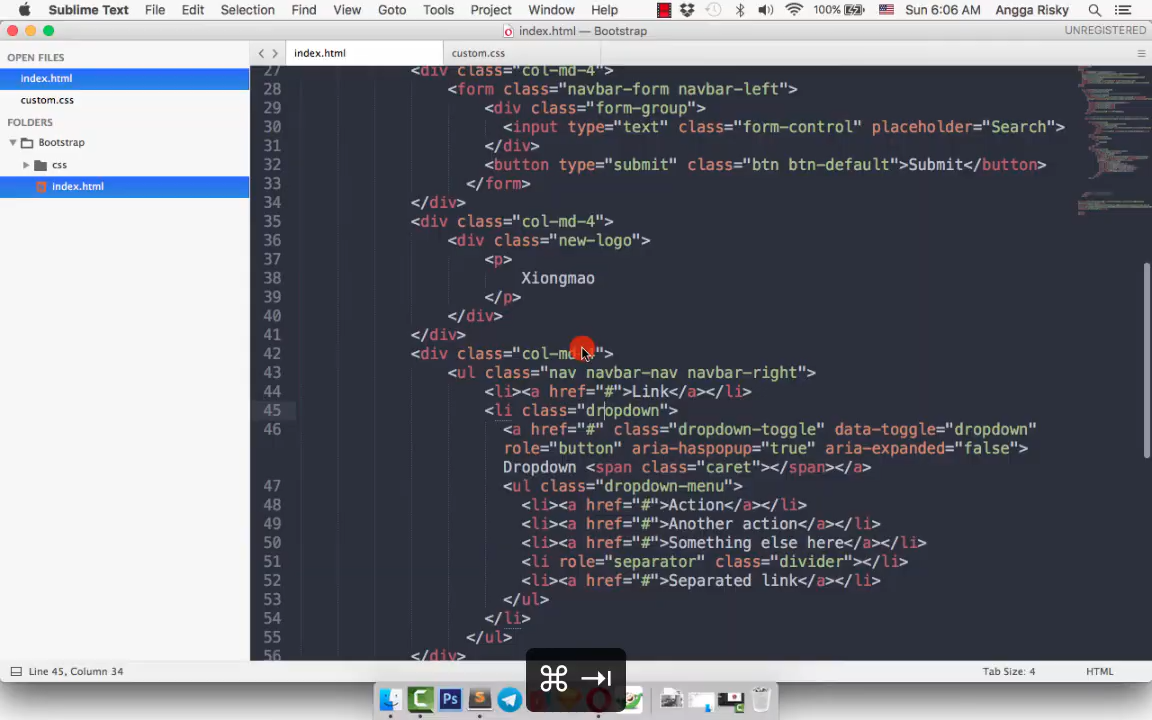 Sublime Text File Edit Selection Find View Goto Tools Project Window Help 100% Sun 6:06 AM Angga Risky
index.html — Bootstrap UNREGISTERED
OPEN FILES
index.html
custom.css
FOLDERS
Bootstrap
css
index.html
index.html custom.css
27 <div class="col-md-4">
28 <form class="navbar-form navbar-left">
29 <div class="form-group">
30 <input type="text" class="form-control" placeholder="Search">
31 </div>
32 <button type="submit" class="btn btn-default">Submit</button>
33 </form>
34 </div>
35 <div class="col-md-4">
36 <div class="new-logo">
37 <p>
38 Xiongmao
39 </p>
40 </div>
41 </div>
42 <div class="col-md ">
43 <ul class="nav navbar-nav navbar-right">
44 <li><a href="#">Link</a></li>
45 <li class="dropdown">
46 <a href="#" class="dropdown-toggle" data-toggle="dropdown"
role="button" aria-haspopup="true" aria-expanded="false">
Dropdown <span class="caret"></span></a>
47 <ul class="dropdown-menu">
48 <li><a href="#">Action</a></li>
49 <li><a href="#">Another action</a></li>
50 <li><a href="#">Something else here</a></li>
51 <li role="separator" class="divider"></li>
52 <li><a href="#">Separated link</a></li>
53 </ul>
54 </li>
55 </ul>
56 </div>
⌘ ⇥
Line 45, Column 34 Tab Size: 4 HTML
Ps